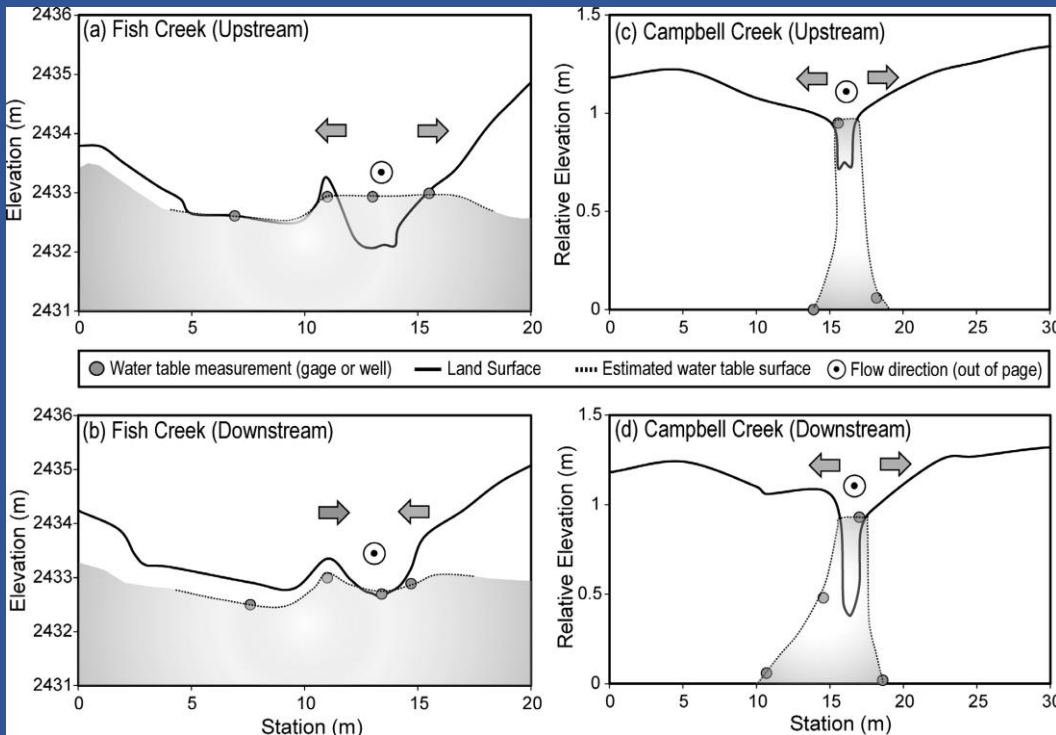 (a) Fish Creek (Upstream)
Elevation (m)
2436
2435
2434
2433
2432
2431
0 5 10 15 20
(c) Campbell Creek (Upstream)
Relative Elevation (m)
1.5
1
0.5
0
0 5 10 15 20 25 30
Water table measurement (gage or well) Land Surface Estimated water table surface Flow direction (out of page)
(b) Fish Creek (Downstream)
Elevation (m)
2436
2435
2434
2433
2432
2431
0 5 10 15 20
Station (m)
(d) Campbell Creek (Downstream)
Relative Elevation (m)
1.5
1
0.5
0
0 5 10 15 20 25 30
Station (m)